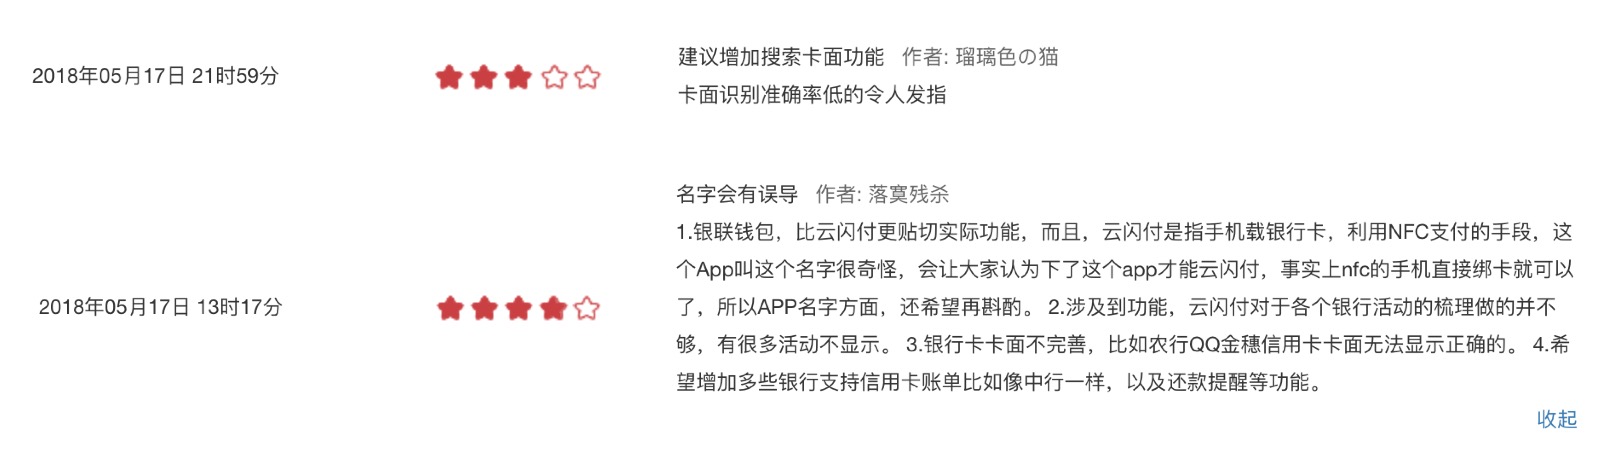 2018年05月17日 21时59分
建议增加搜索卡面功能 作者: 瑠璃色の猫
卡面识别准确率低的令人发指
2018年05月17日 13时17分
名字会有误导 作者: 落寞残杀
1.银联钱包，比云闪付更贴切实际功能，而且，云闪付是指手机载银行卡，利用NFC支付的手段，这
个App叫这个名字很奇怪，会让大家认为下了这个app才能云闪付，事实上nfc的手机直接绑卡就可以
了，所以APP名字方面，还希望再斟酌。 2.涉及到功能，云闪付对于各个银行活动的梳理做的并不
够，有很多活动不显示。 3.银行卡卡面不完善，比如农行QQ金穗信用卡卡面无法显示正确的。 4.希
望增加多些银行支持信用卡账单比如像中行一样，以及还款提醒等功能。
收起